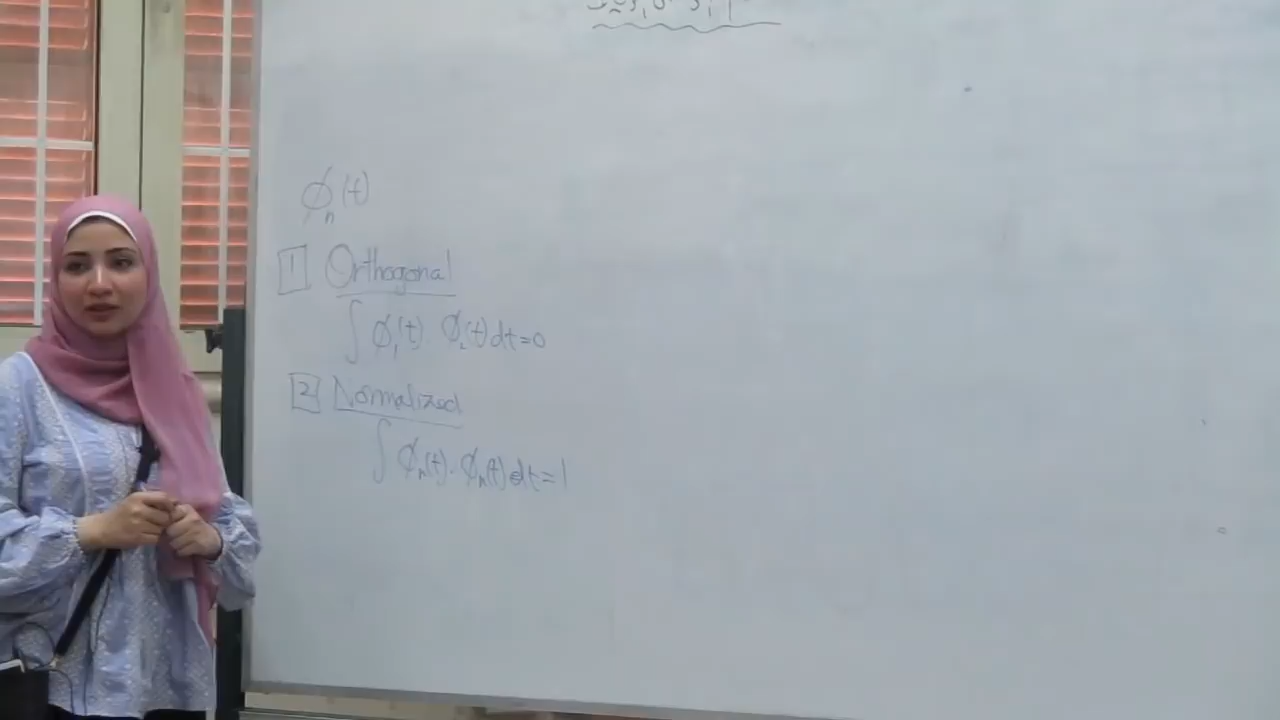 ϕₙ(t)
1 Orthogonal
∫ ϕ₁(t) . ϕ₂(t) dt = 0
2 Normalized
∫ ϕₙ(t) . ϕₙ(t) dt = 1